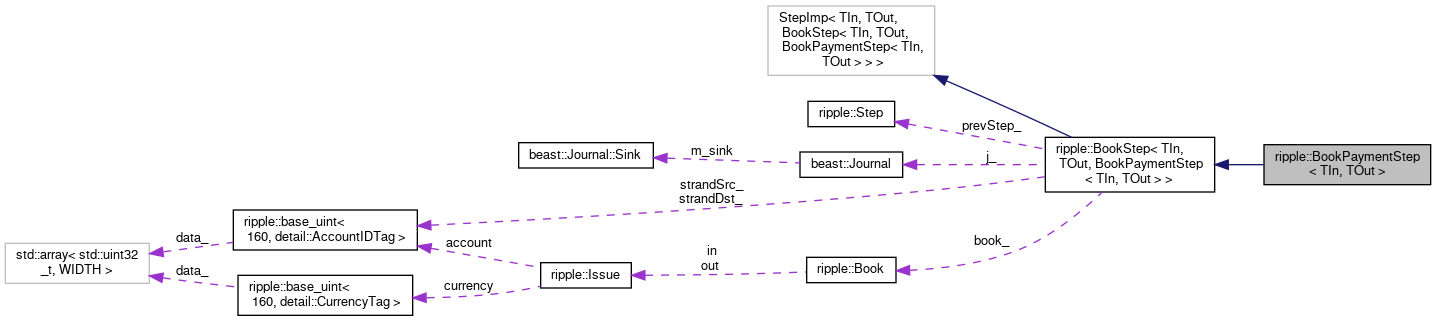 StepImp< TIn, TOut,
BookStep< TIn, TOut,
BookPaymentStep< TIn,
TOut > > >
ripple::Step
prevStep_
beast::Journal::Sink
m_sink
beast::Journal
j_
ripple::BookStep< TIn,
TOut, BookPaymentStep
< TIn, TOut > >
ripple::BookPaymentStep
< TIn, TOut >
strandSrc_
strandDst_
ripple::base_uint<
160, detail::AccountIDTag >
data_
account
std::array< std::uint32
_t, WIDTH >
data_
ripple::base_uint<
160, detail::CurrencyTag >
currency
ripple::Issue
in
out
ripple::Book
book_